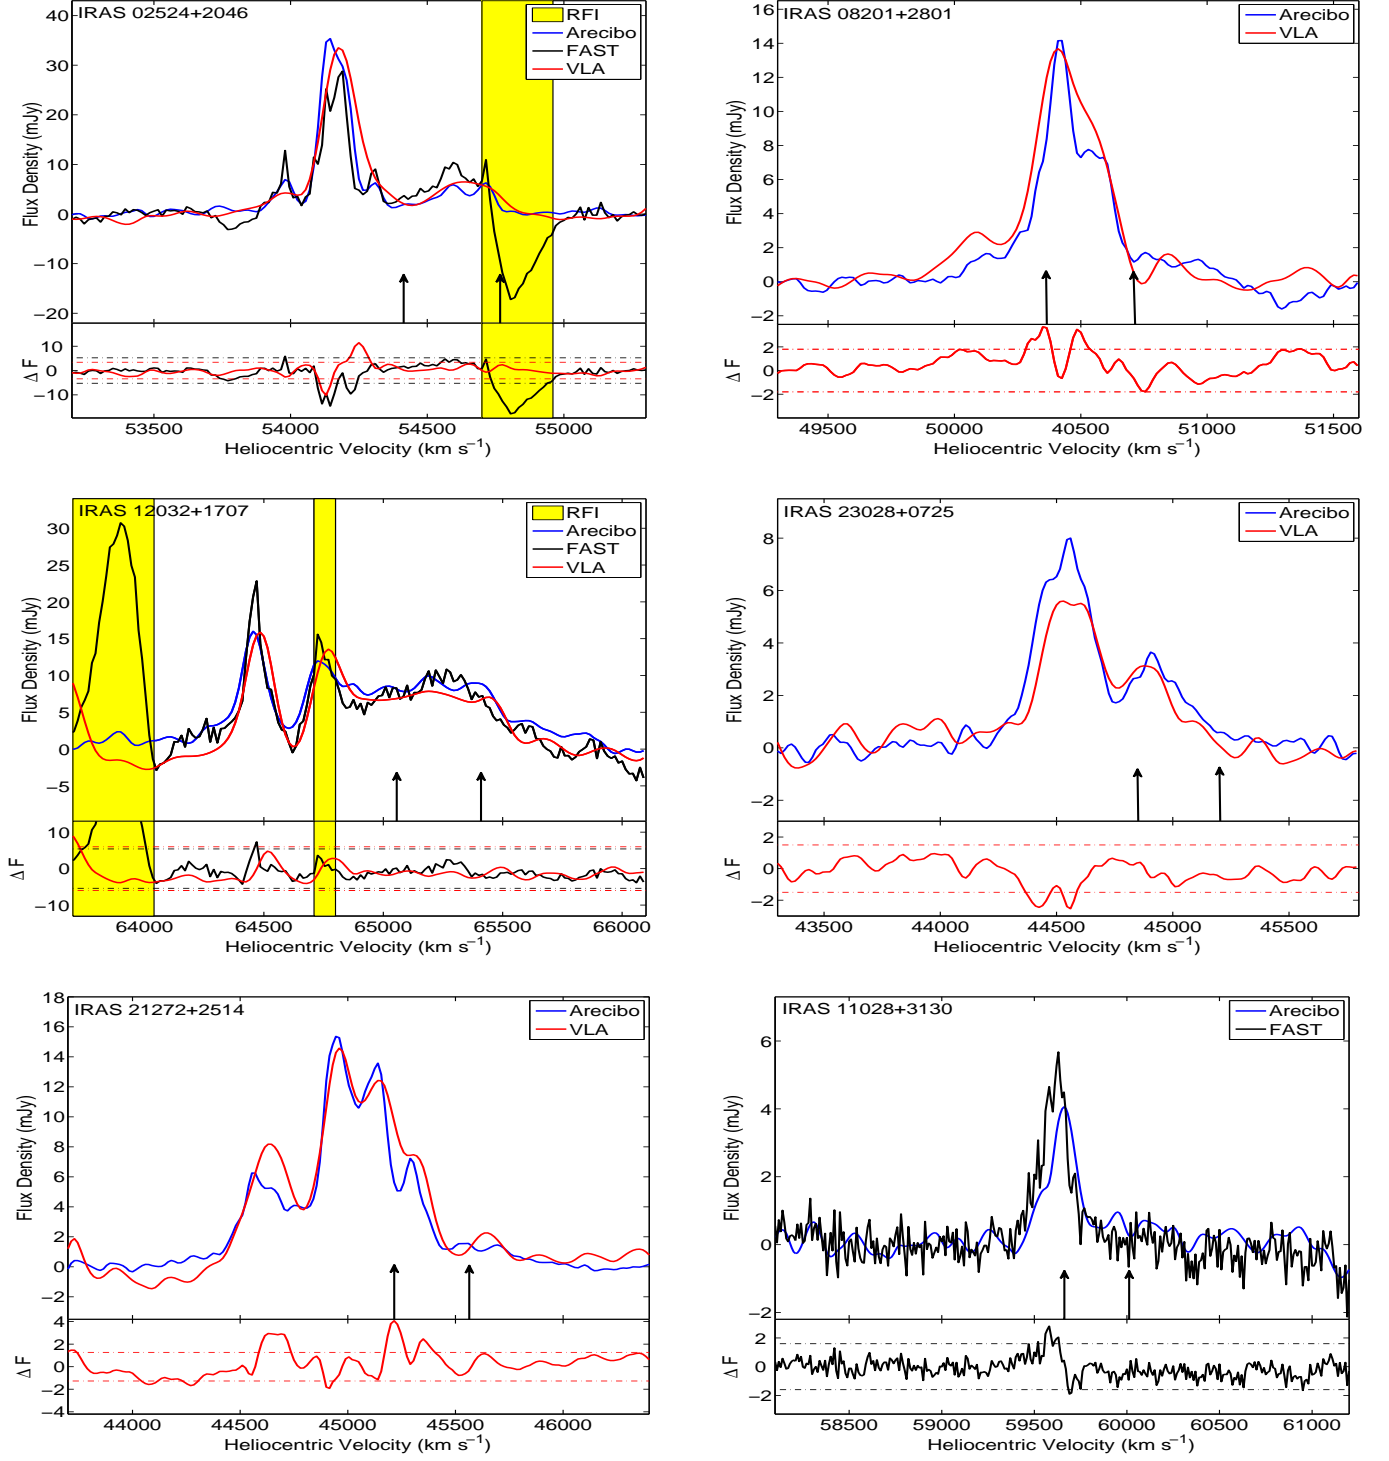 IRAS 02524+2046
RFI
Arecibo
FAST
VLA
40
30
20
10
0
−10
−20
Flux Density (mJy)
10
0
−10
Δ F
53500 54000 54500 55000
Heliocentric Velocity (km s⁻¹)
IRAS 08201+2801
Arecibo
VLA
16
14
12
10
8
6
4
2
0
−2
Flux Density (mJy)
2
0
−2
Δ F
49500 50000 40500 51000 51500
Heliocentric Velocity (km s⁻¹)
IRAS 12032+1707
RFI
Arecibo
FAST
VLA
30
25
20
15
10
5
0
−5
Flux Density (mJy)
10
0
−10
Δ F
64000 64500 65000 65500 66000
Heliocentric Velocity (km s⁻¹)
IRAS 23028+0725
Arecibo
VLA
8
6
4
2
0
−2
Flux Density (mJy)
2
0
−2
Δ F
43500 44000 44500 45000 45500
Heliocentric Velocity (km s⁻¹)
IRAS 21272+2514
Arecibo
VLA
18
16
14
12
10
8
6
4
2
0
−2
Flux Density (mJy)
4
2
0
−2
−4
Δ F
44000 44500 45000 45500 46000
Heliocentric Velocity (km s⁻¹)
IRAS 11028+3130
Arecibo
FAST
6
4
2
0
−2
Flux Density (mJy)
2
0
−2
Δ F
58500 59000 59500 60000 60500 61000
Heliocentric Velocity (km s⁻¹)